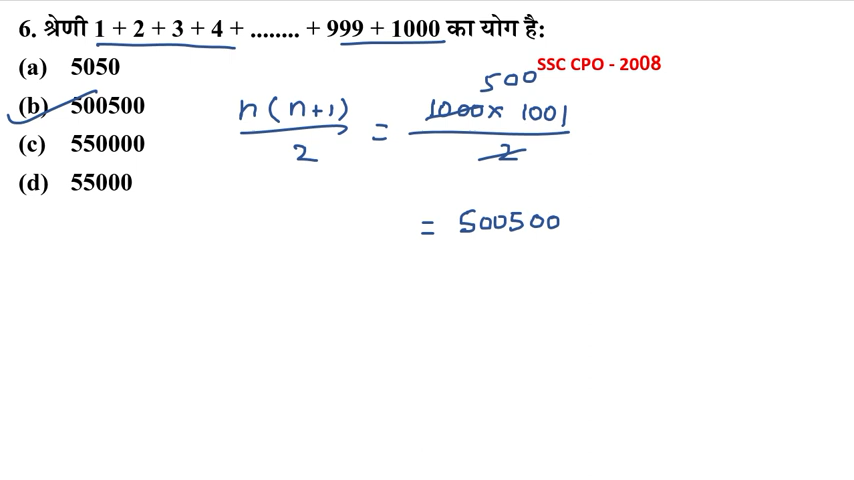 6. श्रेणी 1 + 2 + 3 + 4 + ........ + 999 + 1000 का योग है:
SSC CPO - 2008
(a) 5050
(b) 500500
(c) 550000
(d) 55000
n(n+1)/2 = 1000 × 1001/2
500
= 500500